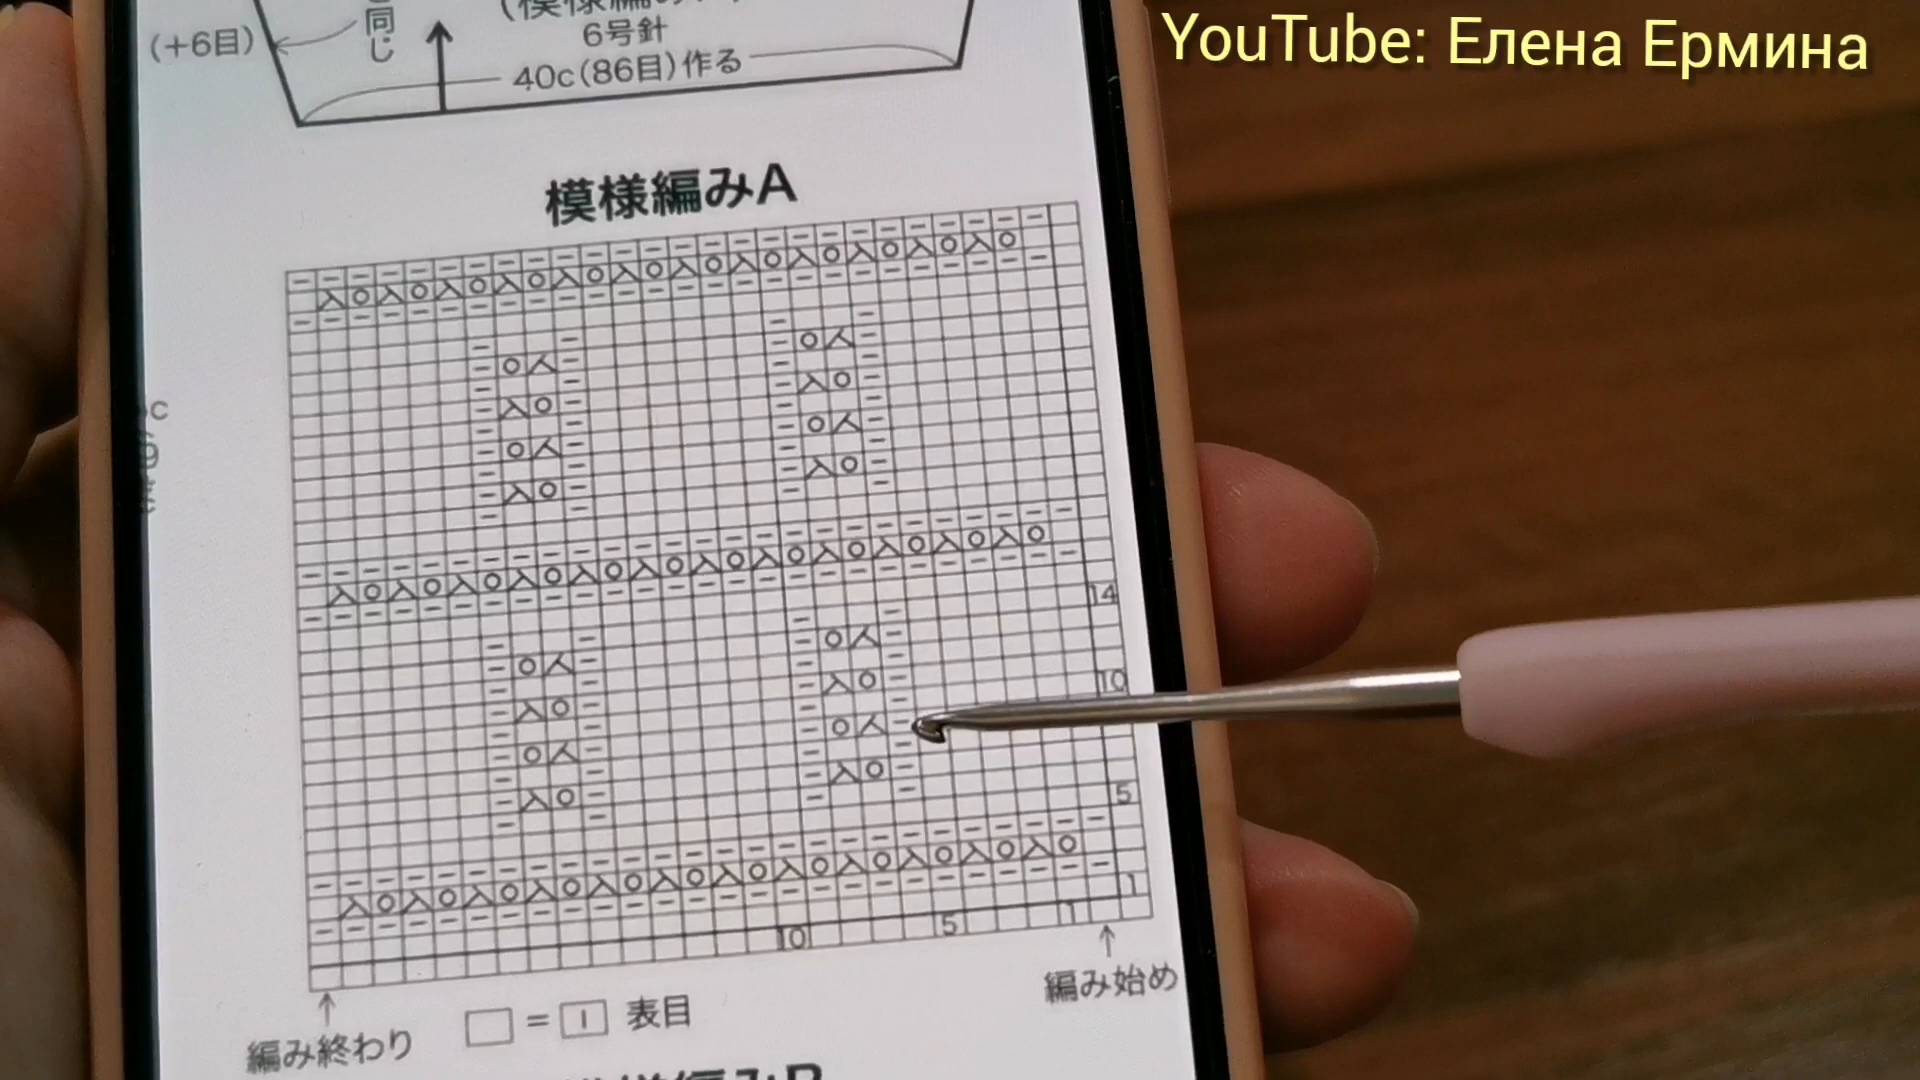 YouTube: Елена Ермина
(+6目)
同じ
6号針
40c(86目)作る
模様編みA
14
10
5
1
10
5
1
編み終わり
□ = | 表目
編み始め